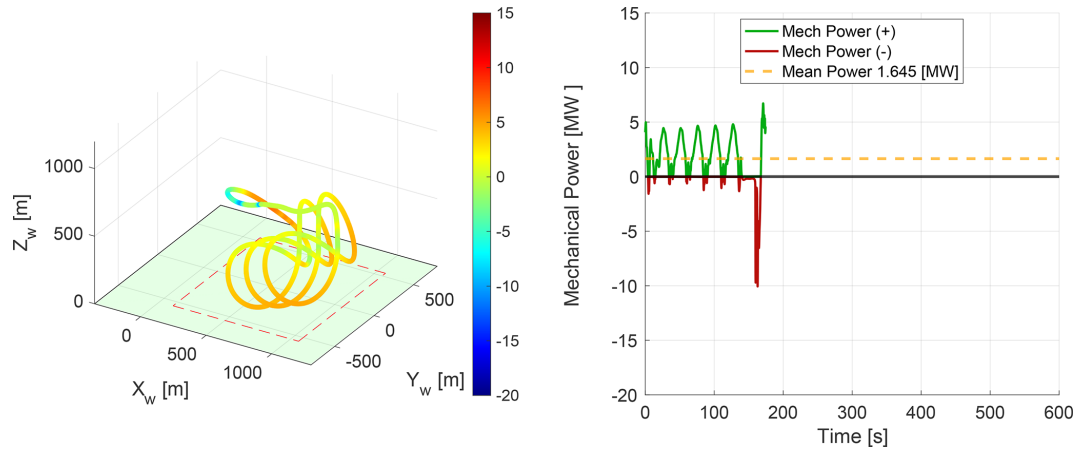 1000
500
0
Z_w [m]
0
500
1000
X_w [m]
-500
0
500
Y_w [m]
15
10
5
0
-5
-10
-15
-20
Mech Power (+)
Mech Power (-)
Mean Power 1.645 [MW]
Mechanical Power [MW ]
15
10
5
0
-5
-10
-15
-20
0 100 200 300 400 500 600
Time [s]